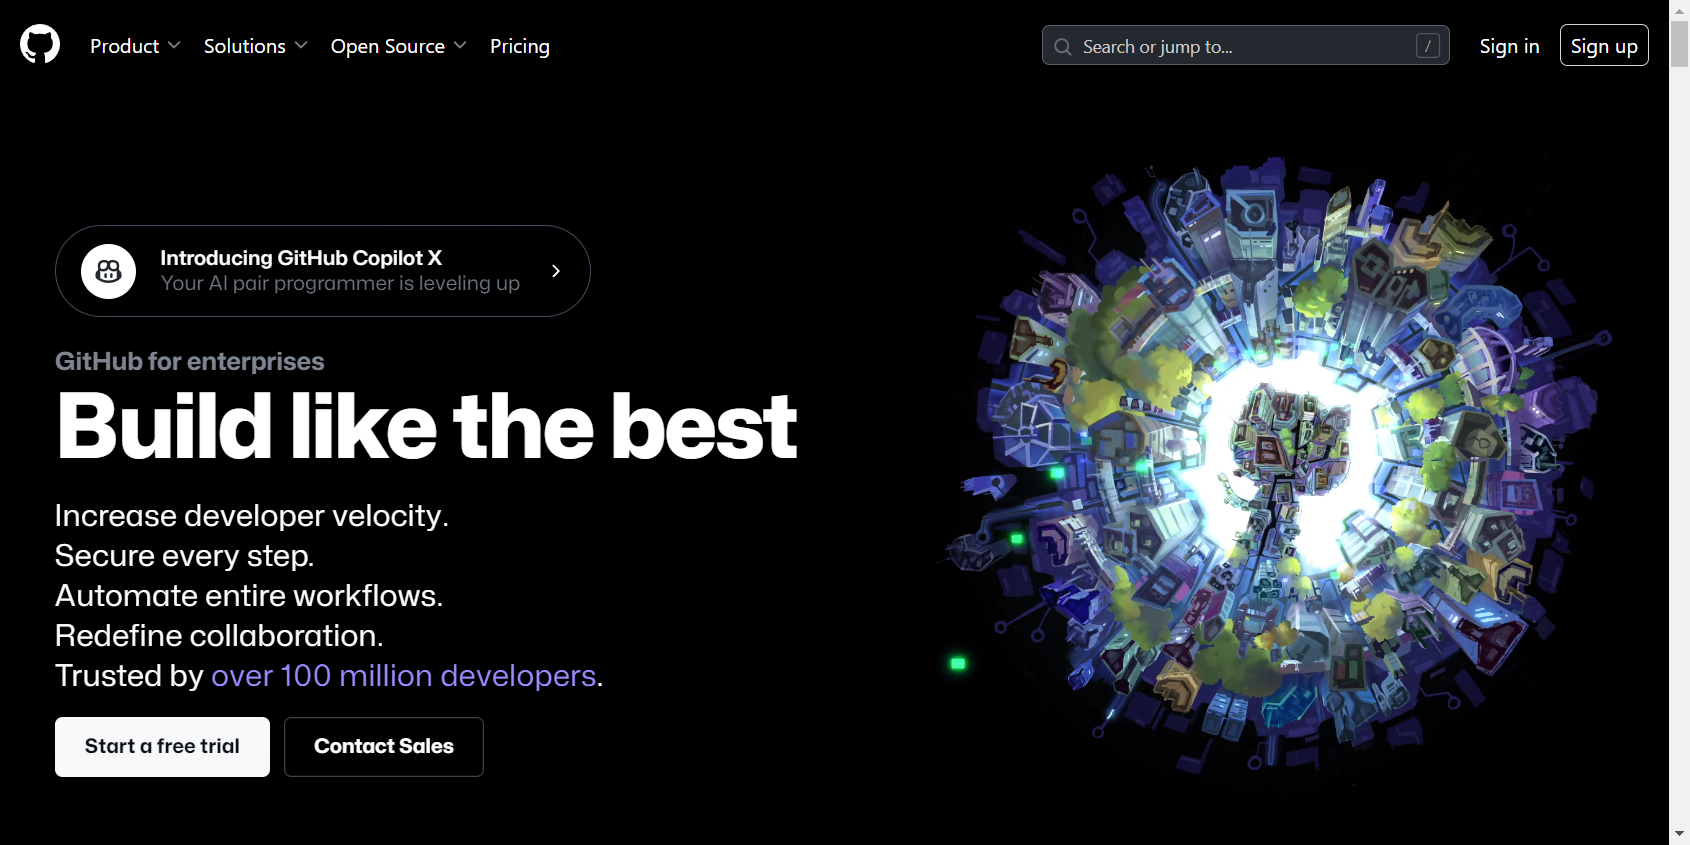 Product
Solutions
Open Source
Pricing
Search or jump to...
/
Sign in
Sign up
Introducing GitHub Copilot X
Your AI pair programmer is leveling up
GitHub for enterprises
Build like the best
Increase developer velocity.
Secure every step.
Automate entire workflows.
Redefine collaboration.
Trusted by over 100 million developers.
Start a free trial
Contact Sales